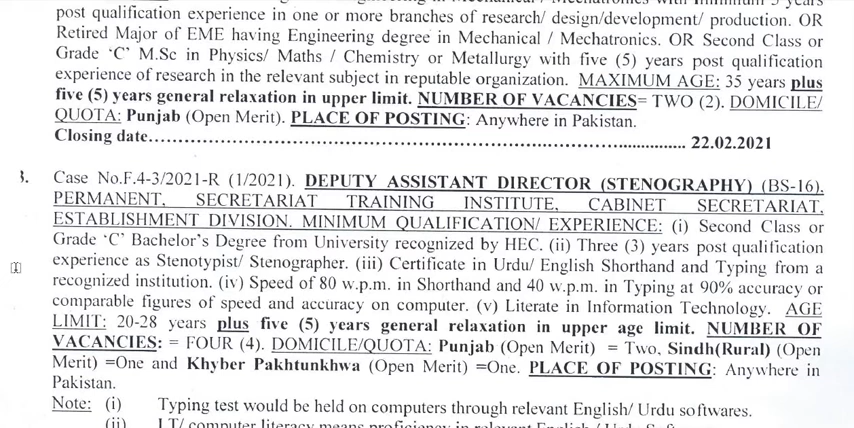 post qualification experience in one or more branches of research/ design/development/ production. OR
Retired Major of EME having Engineering degree in Mechanical / Mechatronics. OR Second Class or
Grade ‘C’ M.Sc in Physics/ Maths / Chemistry or Metallurgy with five (5) years post qualification
experience of research in the relevant subject in reputable organization. MAXIMUM AGE: 35 years plus
five (5) years general relaxation in upper limit. NUMBER OF VACANCIES= TWO (2). DOMICILE/
QUOTA: Punjab (Open Merit). PLACE OF POSTING: Anywhere in Pakistan.
Closing date........................................................................................... 22.02.2021
3. Case No.F.4-3/2021-R (1/2021). DEPUTY ASSISTANT DIRECTOR (STENOGRAPHY) (BS-16),
PERMANENT, SECRETARIAT TRAINING INSTITUTE, CABINET SECRETARIAT,
ESTABLISHMENT DIVISION. MINIMUM QUALIFICATION/ EXPERIENCE: (i) Second Class or
Grade ‘C’ Bachelor’s Degree from University recognized by HEC. (ii) Three (3) years post qualification
experience as Stenotypist/ Stenographer. (iii) Certificate in Urdu/ English Shorthand and Typing from a
recognized institution. (iv) Speed of 80 w.p.m. in Shorthand and 40 w.p.m. in Typing at 90% accuracy or
comparable figures of speed and accuracy on computer. (v) Literate in Information Technology. AGE
LIMIT: 20-28 years plus five (5) years general relaxation in upper age limit. NUMBER OF
VACANCIES: = FOUR (4). DOMICILE/QUOTA: Punjab (Open Merit) = Two, Sindh(Rural) (Open
Merit) =One and Khyber Pakhtunkhwa (Open Merit) =One. PLACE OF POSTING: Anywhere in
Pakistan.
Note: (i) Typing test would be held on computers through relevant English/ Urdu softwares.